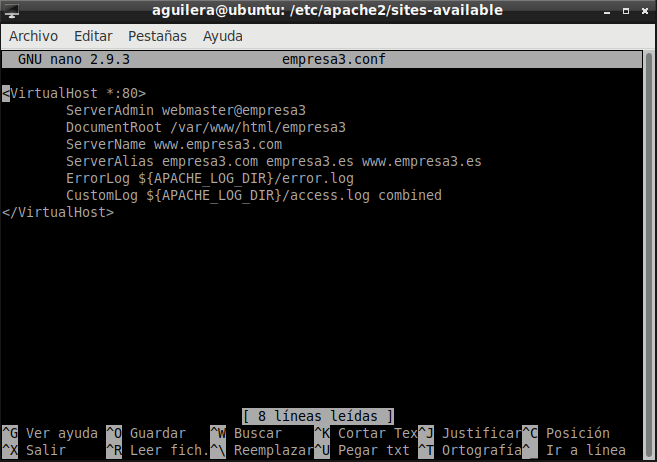 aguilera@ubuntu: /etc/apache2/sites-available
Archivo Editar Pestañas Ayuda
GNU nano 2.9.3 empresa3.conf
<VirtualHost *:80>
ServerAdmin webmaster@empresa3
DocumentRoot /var/www/html/empresa3
ServerName www.empresa3.com
ServerAlias empresa3.com empresa3.es www.empresa3.es
ErrorLog ${APACHE_LOG_DIR}/error.log
CustomLog ${APACHE_LOG_DIR}/access.log combined
</VirtualHost>
[ 8 líneas leídas ]
^G Ver ayuda ^O Guardar ^W Buscar ^K Cortar Tex^J Justificar^C Posición
^X Salir ^R Leer fich.^\ Reemplazar^U Pegar txt ^T Ortografía^_ Ir a línea